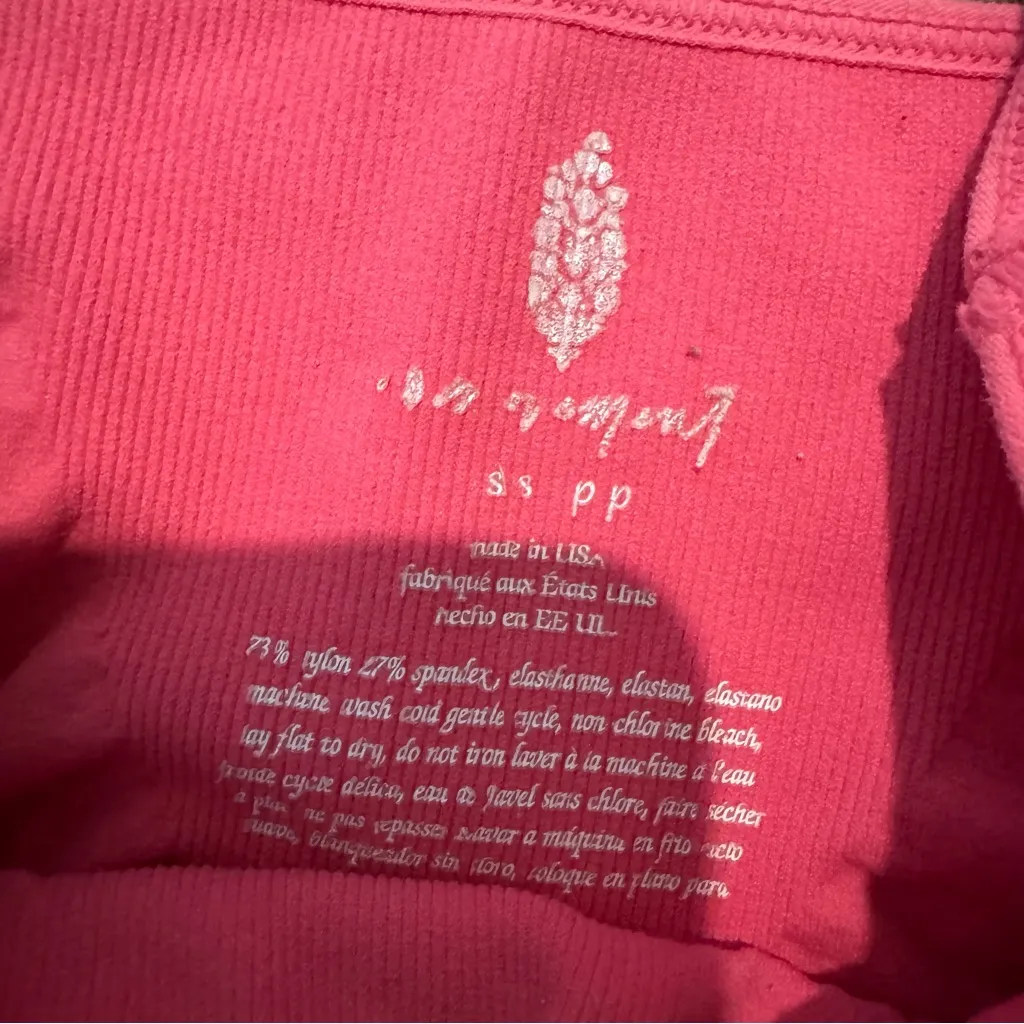 s s p p
made in USA
fabriqué aux États Unis
hecho en EE UU
73% nylon 27% spandex, elasthanne, elastan, elastano
machine wash cold gentle cycle, non chlorine bleach,
lay flat to dry, do not iron laver à la machine à l'eau
froide cycle délica, eau de Javel sans chlore, faire sécher
a plat ne pas repasser Lavar a máquina en frío ciclo
suave, blanqueador sin cloro, coloque en plano para